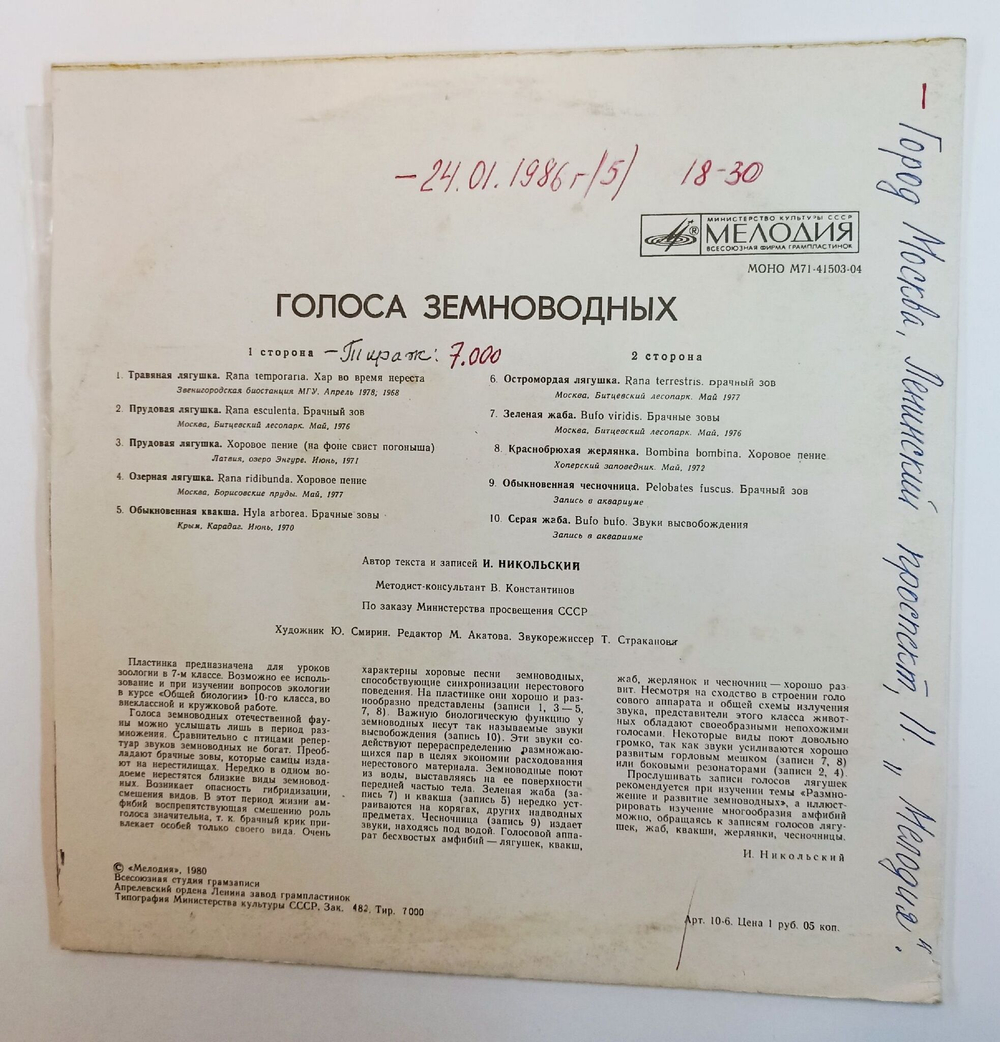 – 24.01.1986 г (5) 18-30
МИНИСТЕРСТВО КУЛЬТУРЫ СССР
МЕЛОДИЯ
ВСЕСОЮЗНАЯ ФИРМА ГРАМПЛАСТИНОК
МОНО М71-41503-04
ГОЛОСА ЗЕМНОВОДНЫХ
1 сторона – Тираж: 7.000
1. Травяная лягушка. Rana temporaria. Хар во время нереста
Звенигородская биостанция МГУ. Апрель 1978; 1968
2. Прудовая лягушка. Rana esculenta. Брачный зов
Москва, Битцевский лесопарк. Май, 1976
3. Прудовая лягушка. Хоровое пение (на фоне свист погоныша)
Латвия, озеро Энгуре. Июнь, 1971
4. Озерная лягушка. Rana ridibunda. Хоровое пение
Москва, Борисовские пруды. Май, 1977
5. Обыкновенная квакша. Hyla arborea. Брачные зовы
Крым. Карадаг. Июнь, 1970
2 сторона
6. Остромордая лягушка. Rana terrestris. Брачный зов
Москва, Битцевский лесопарк. Май 1977
7. Зеленая жаба. Bufo viridis. Брачные зовы
Москва, Битцевский лесопарк. Май, 1976
8. Краснобрюхая жерлянка. Bombina bombina. Хоровое пение
Хоперский заповедник. Май, 1972
9. Обыкновенная чесночница. Pelobates fuscus. Брачный зов
Запись в аквариуме
10. Серая жаба. Bufo bufo. Звуки высвобождения
Запись в аквариуме
Автор текста и записей И. НИКОЛЬСКИЙ
Методист-консультант В. Константинов
По заказу Министерства просвещения СССР
Художник Ю. Смирин. Редактор М. Акатова. Звукорежиссер Т. Страканова
Пластинка предназначена для уроков
зоологии в 7-м классе. Возможно ее исполь-
зование и при изучении вопросов экологии
в курсе «Общей биологии» 10-го класса, во
внеклассной и кружковой работе.
Голоса земноводных отечественной фау-
ны можно услышать лишь в период раз-
множения. Сравнительно с птицами репер-
туар звуков земноводных не богат. Преоб-
ладают брачные зовы, которые самцы изда-
ют на нерестилищах. Нередко в одном во-
доеме нерестятся близкие виды земновод-
ных. Возникает опасность гибридизации,
смешения видов. В этот период жизни ам-
фибий воспрепятствующая смешению роль
голоса значительна, т. к. брачный крик при-
влекает особей только своего вида. Очень
характерны хоровые песни земноводных,
способствующие синхронизации нерестового
поведения. На пластинке они хорошо и раз-
нообразно представлены (записи 1, 3—5,
7, 8). Важную биологическую функцию у
земноводных несут так называемые звуки
высвобождения (запись 10). Эти звуки со-
действуют перераспределению размножаю-
щихся пар в целях экономии расходования
нерестового материала. Земноводные поют
из воды, выставляясь на ее поверхности
передней частью тела. Зеленая жаба (за-
пись 7) и квакша (запись 5) нередко уст-
раиваются на корягах, других надводных
предметах. Чесночница (запись 9) издает
звуки, находясь под водой. Голосовой аппа-
рат бесхвостых амфибий — лягушек, квакш,
жаб, жерлянок и чесночниц — хорошо раз-
вит. Несмотря на сходство в строении голо
сового аппарата и общей схемы излучения
звука, представители этого класса живот-
ных обладают своеобразными непохожими
голосами. Некоторые виды поют довольно
громко, так как звуки усиливаются хорошо
развитым горловым мешком (записи 7, 8)
или боковыми резонаторами (записи 2, 4).
Прослушивать записи голосов лягушек
рекомендуется при изучении темы «Размно-
жение и развитие земноводных», а иллюст-
рировать изучение многообразия амфибий
можно, обращаясь к записям голосов лягу-
шек, жаб, квакши, жерлянки, чесночницы.
И. Никольский
© «Мелодия», 1980
Всесоюзная студия грамзаписи
Апрелевский ордена Ленина завод грампластинок
Типография Министерства культуры СССР. Зак. 482. Тир. 7000
Арт. 10-6. Цена 1 руб. 05 коп.
– Город Москва, Ленинский проспект, 11. „Мелодия".